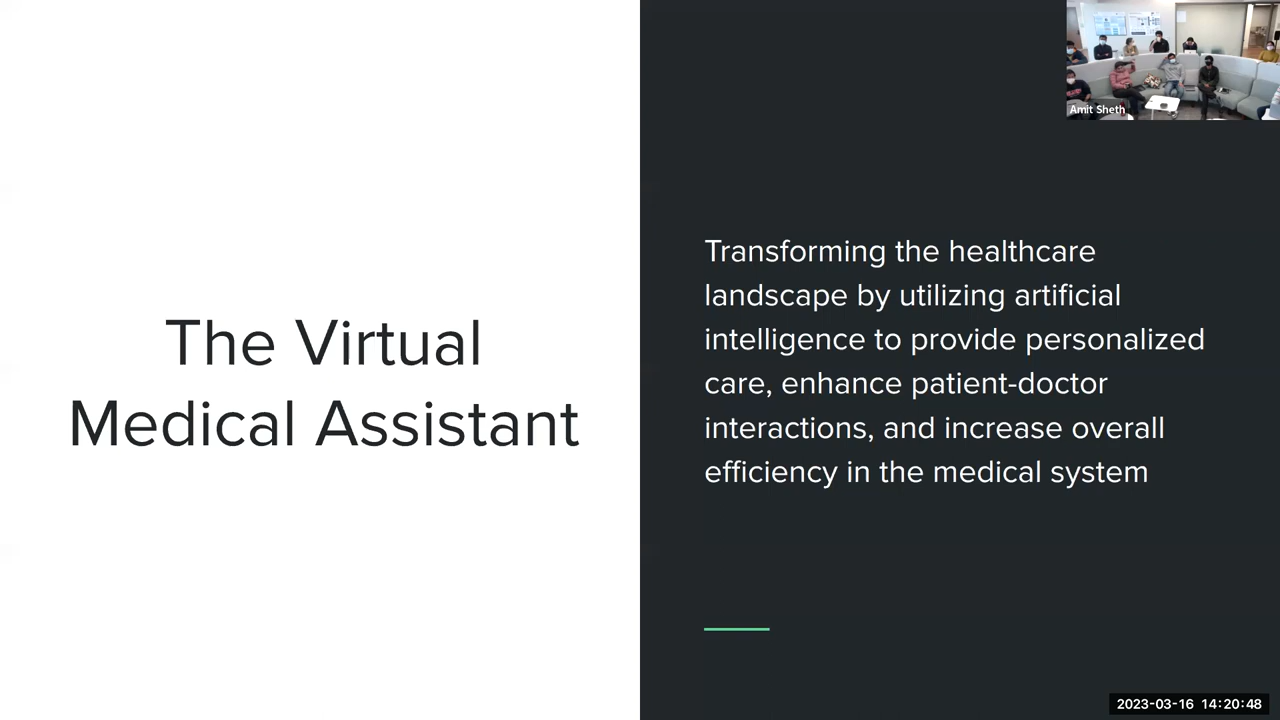 Amit Sheth
The Virtual
Medical Assistant
Transforming the healthcare
landscape by utilizing artificial
intelligence to provide personalized
care, enhance patient-doctor
interactions, and increase overall
efficiency in the medical system
2023-03-16 14:20:48